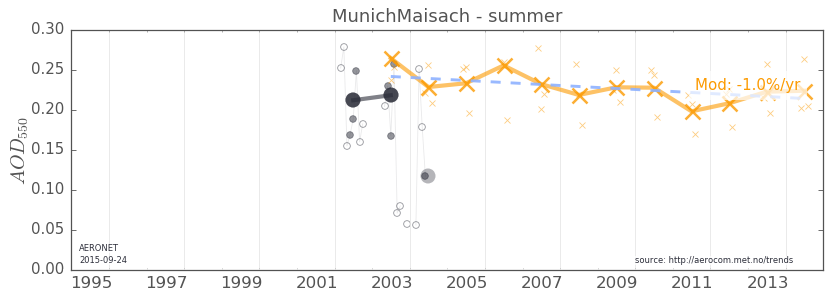 MunichMaisach - summer
0.30
0.25
0.20
0.15
0.10
0.05
0.00
AOD550
Mod: -1.0%/yr
AERONET
2015-09-24
source: http://aerocom.met.no/trends
1995 1997 1999 2001 2003 2005 2007 2009 2011 2013